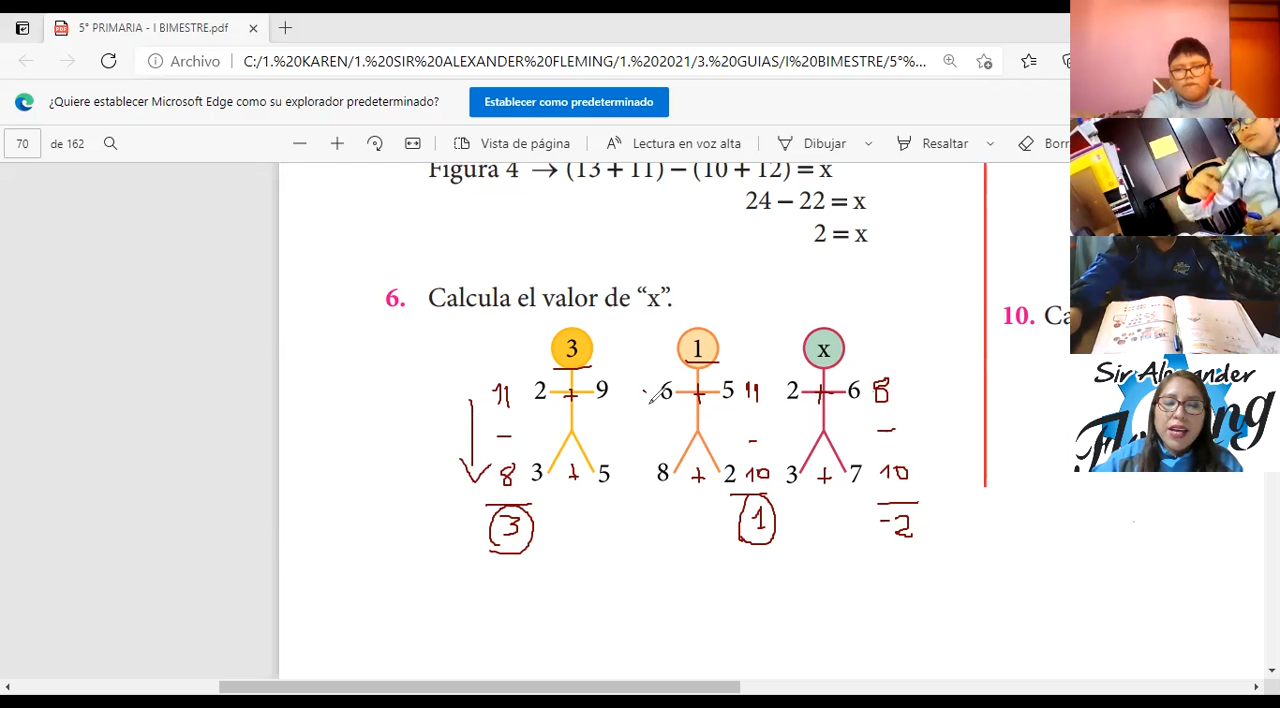 5° PRIMARIA - I BIMESTRE.pdf
Archivo
C:/1.%20KAREN/1.%20SIR%20ALEXANDER%20FLEMING/1.%202021/3.%20GUIAS/I%20BIMESTRE/5°%...
¿Quiere establecer Microsoft Edge como su explorador predeterminado?
Establecer como predeterminado
70 de 162
Vista de página
Lectura en voz alta
Dibujar
Resaltar
Borr
Figura 4 → (13 + 11) − (10 + 12) = x
24 − 22 = x
2 = x
6. Calcula el valor de “x”.
10. Ca
3 1 x
11 2 + 9 6 + 5 11 2 + 6 8
− − −
8 3 + 5 8 + 2 10 3 + 7 10
3 1 -2
Sir Alexander
Fleming